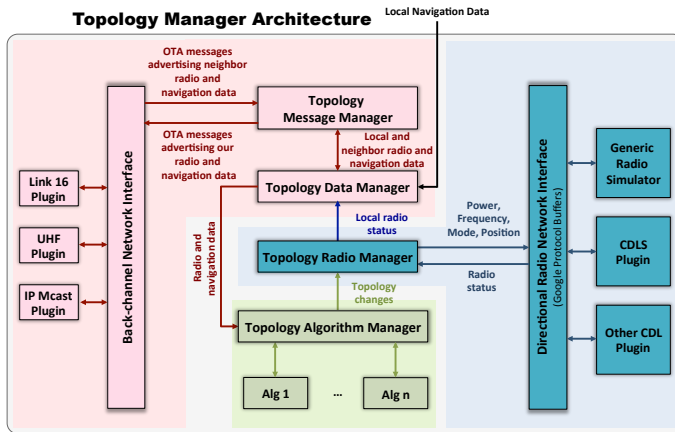 Topology Manager Architecture
Local Navigation Data
OTA messages
advertising neighbor
radio and
navigation data
Topology
Message Manager
OTA messages
advertising our
radio and
navigation data
Local and
neighbor radio and
navigation data
Back-channel Network Interface
Link 16
Plugin
UHF
Plugin
IP Mcast
Plugin
Topology Data Manager
Radio and
navigation data
Local radio
status
Power,
Frequency,
Mode, Position
Topology Radio Manager
Radio
status
Topology
changes
Topology Algorithm Manager
Alg 1
...
Alg n
Directional Radio Network Interface
(Google Protocol Buffers)
Generic
Radio
Simulator
CDLS
Plugin
Other CDL
Plugin